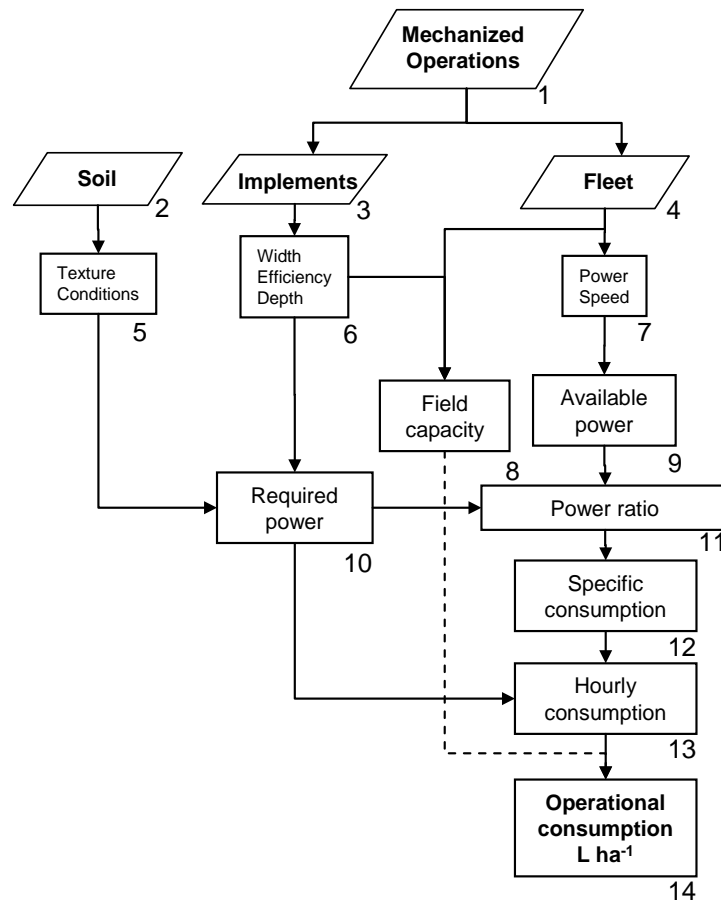 Mechanized
Operations
1
Soil
2
Implements
3
Fleet
4
Texture
Conditions
5
Width
Efficiency
Depth
6
Power
Speed
7
Field
capacity
8
Available
power
9
Required
power
10
Power ratio
11
Specific
consumption
12
Hourly
consumption
13
Operational
consumption
L ha⁻¹
14